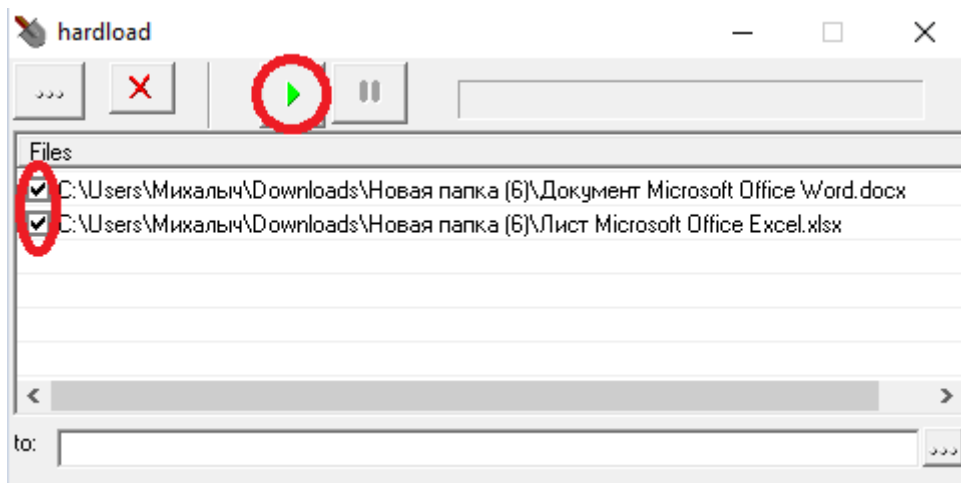 hardload
...
Files
C:\Users\Михалыч\Downloads\Новая папка (6)\Документ Microsoft Office Word.docx
C:\Users\Михалыч\Downloads\Новая папка (6)\Лист Microsoft Office Excel.xlsx
to:
...